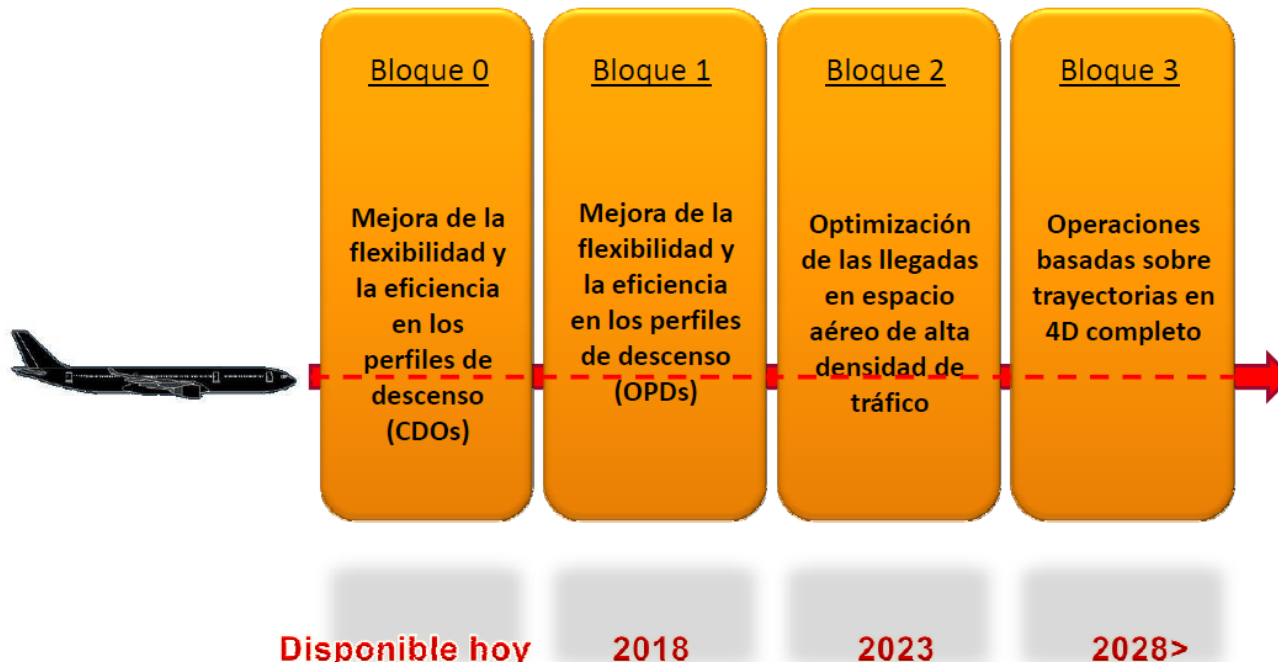 Bloque 0
Mejora de la
flexibilidad y
la eficiencia
en los
perfiles de
descenso
(CDOs)
Bloque 1
Mejora de la
flexibilidad y
la eficiencia
en los perfiles
de descenso
(OPDs)
Bloque 2
Optimización
de las llegadas
en espacio
aéreo de alta
densidad de
tráfico
Bloque 3
Operaciones
basadas sobre
trayectorias en
4D completo
Disponible hoy
2018
2023
2028>